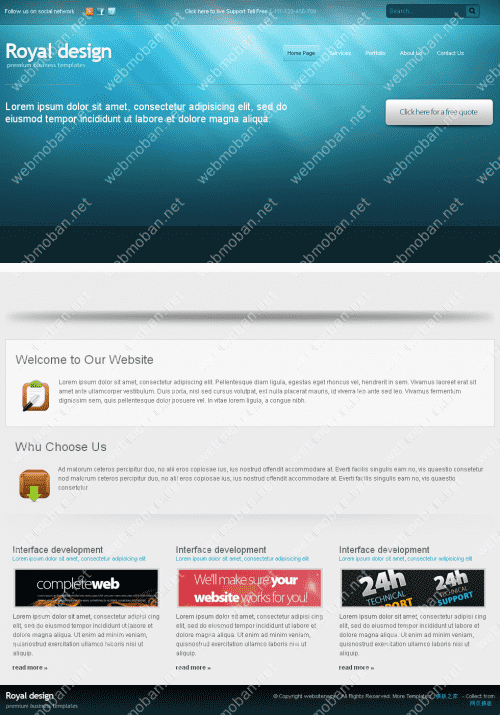 Follow us on social network
Click here to live Support Toll Free
Search...
Royal design
premium business templates
Home Page
Services
Portfolio
About Us
Contact Us
Lorem ipsum dolor sit amet, consectetur adipisicing elit, sed do
eiusmod tempor incididunt ut labore et dolore magna aliqua.
Click here for a free quote
webmoban.net
Welcome to Our Website
Lorem ipsum dolor sit amet, consectetur adipiscing elit. Pellentesque diam ligula, egestas eget rhoncus vel, hendrerit in sem. Vivamus laoreet erat sit
amet ante ullamcorper vestibulum. Duis porta, nisl sed cursus volutpat, est nulla placerat mauris, id viverra leo ante sed leo. Vivamus fermentum
dignissim sem, quis pellentesque dolor posuere vel. In vitae lorem ligula, a congue nibh.
Whu Choose Us
Ad malorum ceteros percipitur duo, no alii eros copiosae ius, ius nostrud offendit accommodare at. Everti facilis singulis eam no, vis quaestio consetetur
nod malorum ceteros percipitur duo, no alii eros copiosae ius, ius nostrud offendit accommodare at. Everti facilis singulis eam no, vis quaestio
consetetur
Interface development
Lorem ipsum dolor sit amet, consectetur adipisicing elit
completeweb
Lorem ipsum dolor sit amet, consectetur adipisi cing
elit, sed do eiusmod tempor incididunt ut labore et
dolore magna aliqua. Ut enim ad minim veniam,
quisnostrud exercitation ullamco laboris nisi ut
aliquip.
read more »
Interface development
Lorem ipsum dolor sit amet, consectetur adipisicing elit
We'll make sure your
website works for you!
Lorem ipsum dolor sit amet, consectetur adipisi cing
elit, sed do eiusmod tempor incididunt ut labore et
dolore magna aliqua. Ut enim ad minim veniam,
quisnostrud exercitation ullamco laboris nisi ut
aliquip.
read more »
Interface development
Lorem ipsum dolor sit amet, consectetur adipisicing elit
24h
TECHNICAL
SUPPORT
24h
TECHNICAL
SUPPORT
Lorem ipsum dolor sit amet, consectetur adipisi cing
elit, sed do eiusmod tempor incididunt ut labore et
dolore magna aliqua. Ut enim ad minim veniam,
quisnostrud exercitation ullamco laboris nisi ut
aliquip.
read more »
Royal design
premium business templates
© Copyright websitename. All Rights Reserved. More Templates 模板之家 - Collect from
网页模板